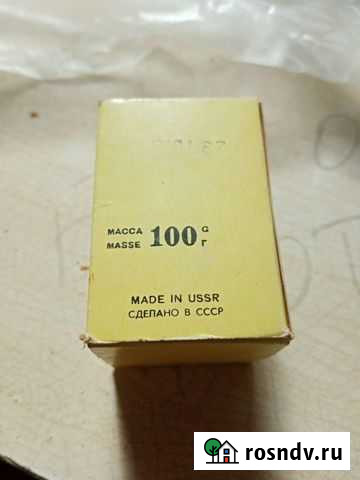 МАССА 100 G
MASSE г
MADE IN USSR
СДЕЛАНО В СССР
rosndv.ru